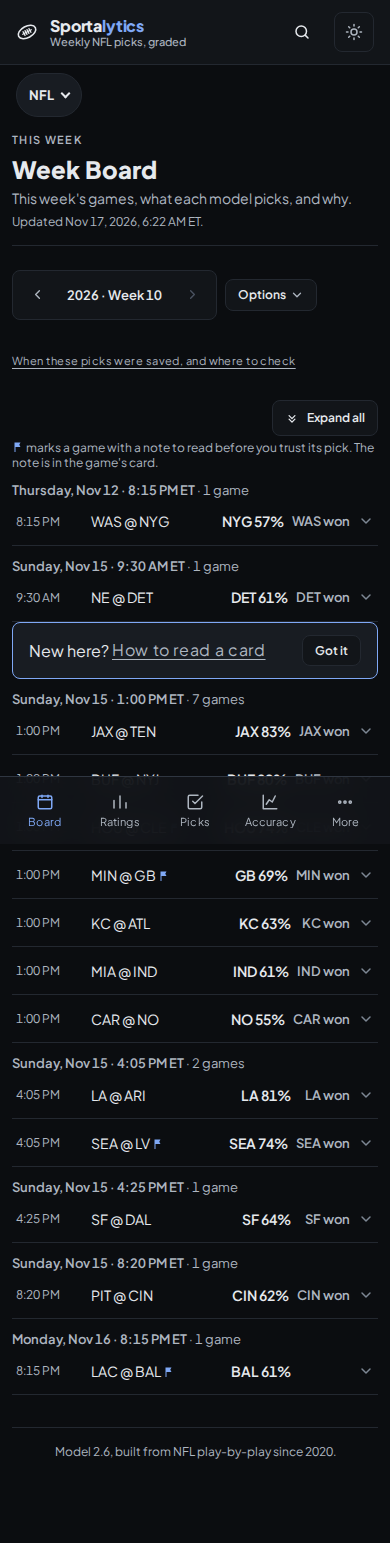 Sportalytics
Weekly NFL picks, graded
NFL
THIS WEEK
Week Board
This week's games, what each model picks, and why.
Updated Nov 17, 2026, 6:22 AM ET.
2026 · Week 10
Options
When these picks were saved, and where to check
Expand all
marks a game with a note to read before you trust its pick. The
note is in the game's card.
Thursday, Nov 12 · 8:15 PM ET · 1 game
8:15 PM WAS @ NYG NYG 57% WAS won
Sunday, Nov 15 · 9:30 AM ET · 1 game
9:30 AM NE @ DET DET 61% DET won
New here? How to read a card Got it
Sunday, Nov 15 · 1:00 PM ET · 7 games
1:00 PM JAX @ TEN JAX 83% JAX won
Board Ratings Picks Accuracy More
1:00 PM MIN @ GB GB 69% MIN won
1:00 PM KC @ ATL KC 63% KC won
1:00 PM MIA @ IND IND 61% IND won
1:00 PM CAR @ NO NO 55% CAR won
Sunday, Nov 15 · 4:05 PM ET · 2 games
4:05 PM LA @ ARI LA 81% LA won
4:05 PM SEA @ LV SEA 74% SEA won
Sunday, Nov 15 · 4:25 PM ET · 1 game
4:25 PM SF @ DAL SF 64% SF won
Sunday, Nov 15 · 8:20 PM ET · 1 game
8:20 PM PIT @ CIN CIN 62% CIN won
Monday, Nov 16 · 8:15 PM ET · 1 game
8:15 PM LAC @ BAL BAL 61%
Model 2.6, built from NFL play-by-play since 2020.